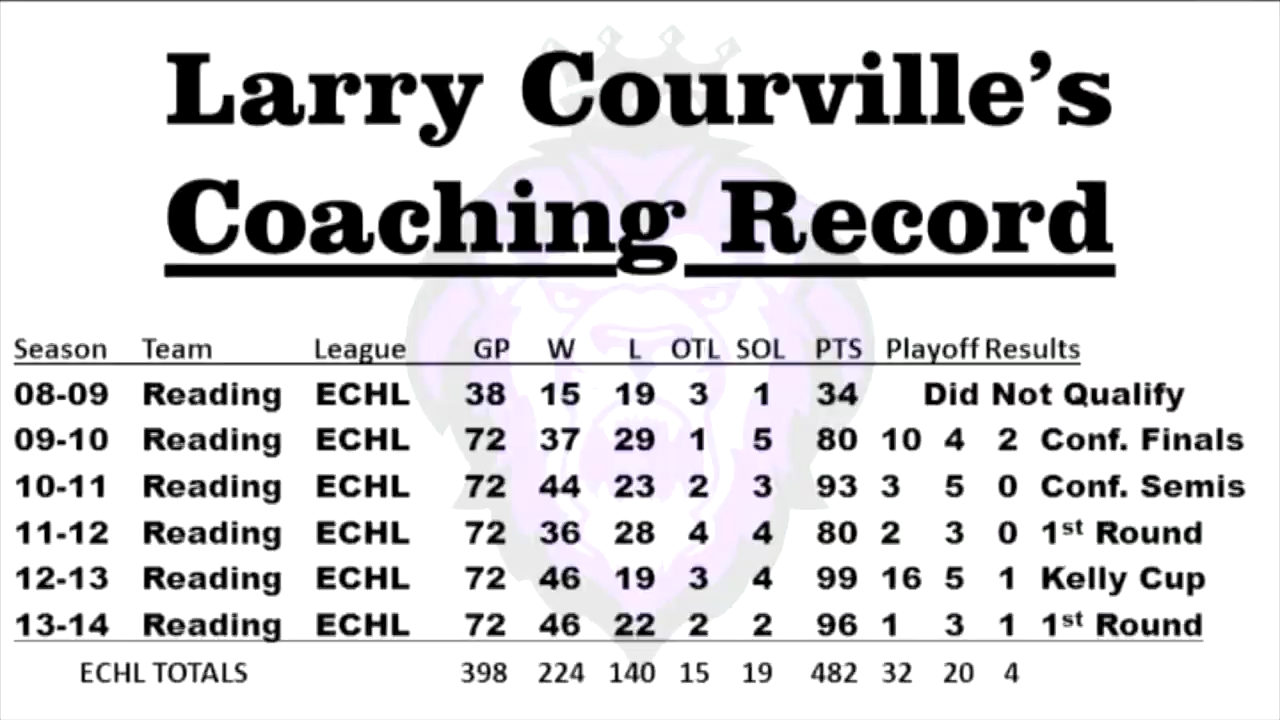 Larry Courville’s
Coaching Record
Season Team League GP W L OTL SOL PTS Playoff Results
08-09 Reading ECHL 38 15 19 3 1 34 Did Not Qualify
09-10 Reading ECHL 72 37 29 1 5 80 10 4 2 Conf. Finals
10-11 Reading ECHL 72 44 23 2 3 93 3 5 0 Conf. Semis
11-12 Reading ECHL 72 36 28 4 4 80 2 3 0 1st Round
12-13 Reading ECHL 72 46 19 3 4 99 16 5 1 Kelly Cup
13-14 Reading ECHL 72 46 22 2 2 96 1 3 1 1st Round
ECHL TOTALS 398 224 140 15 19 482 32 20 4